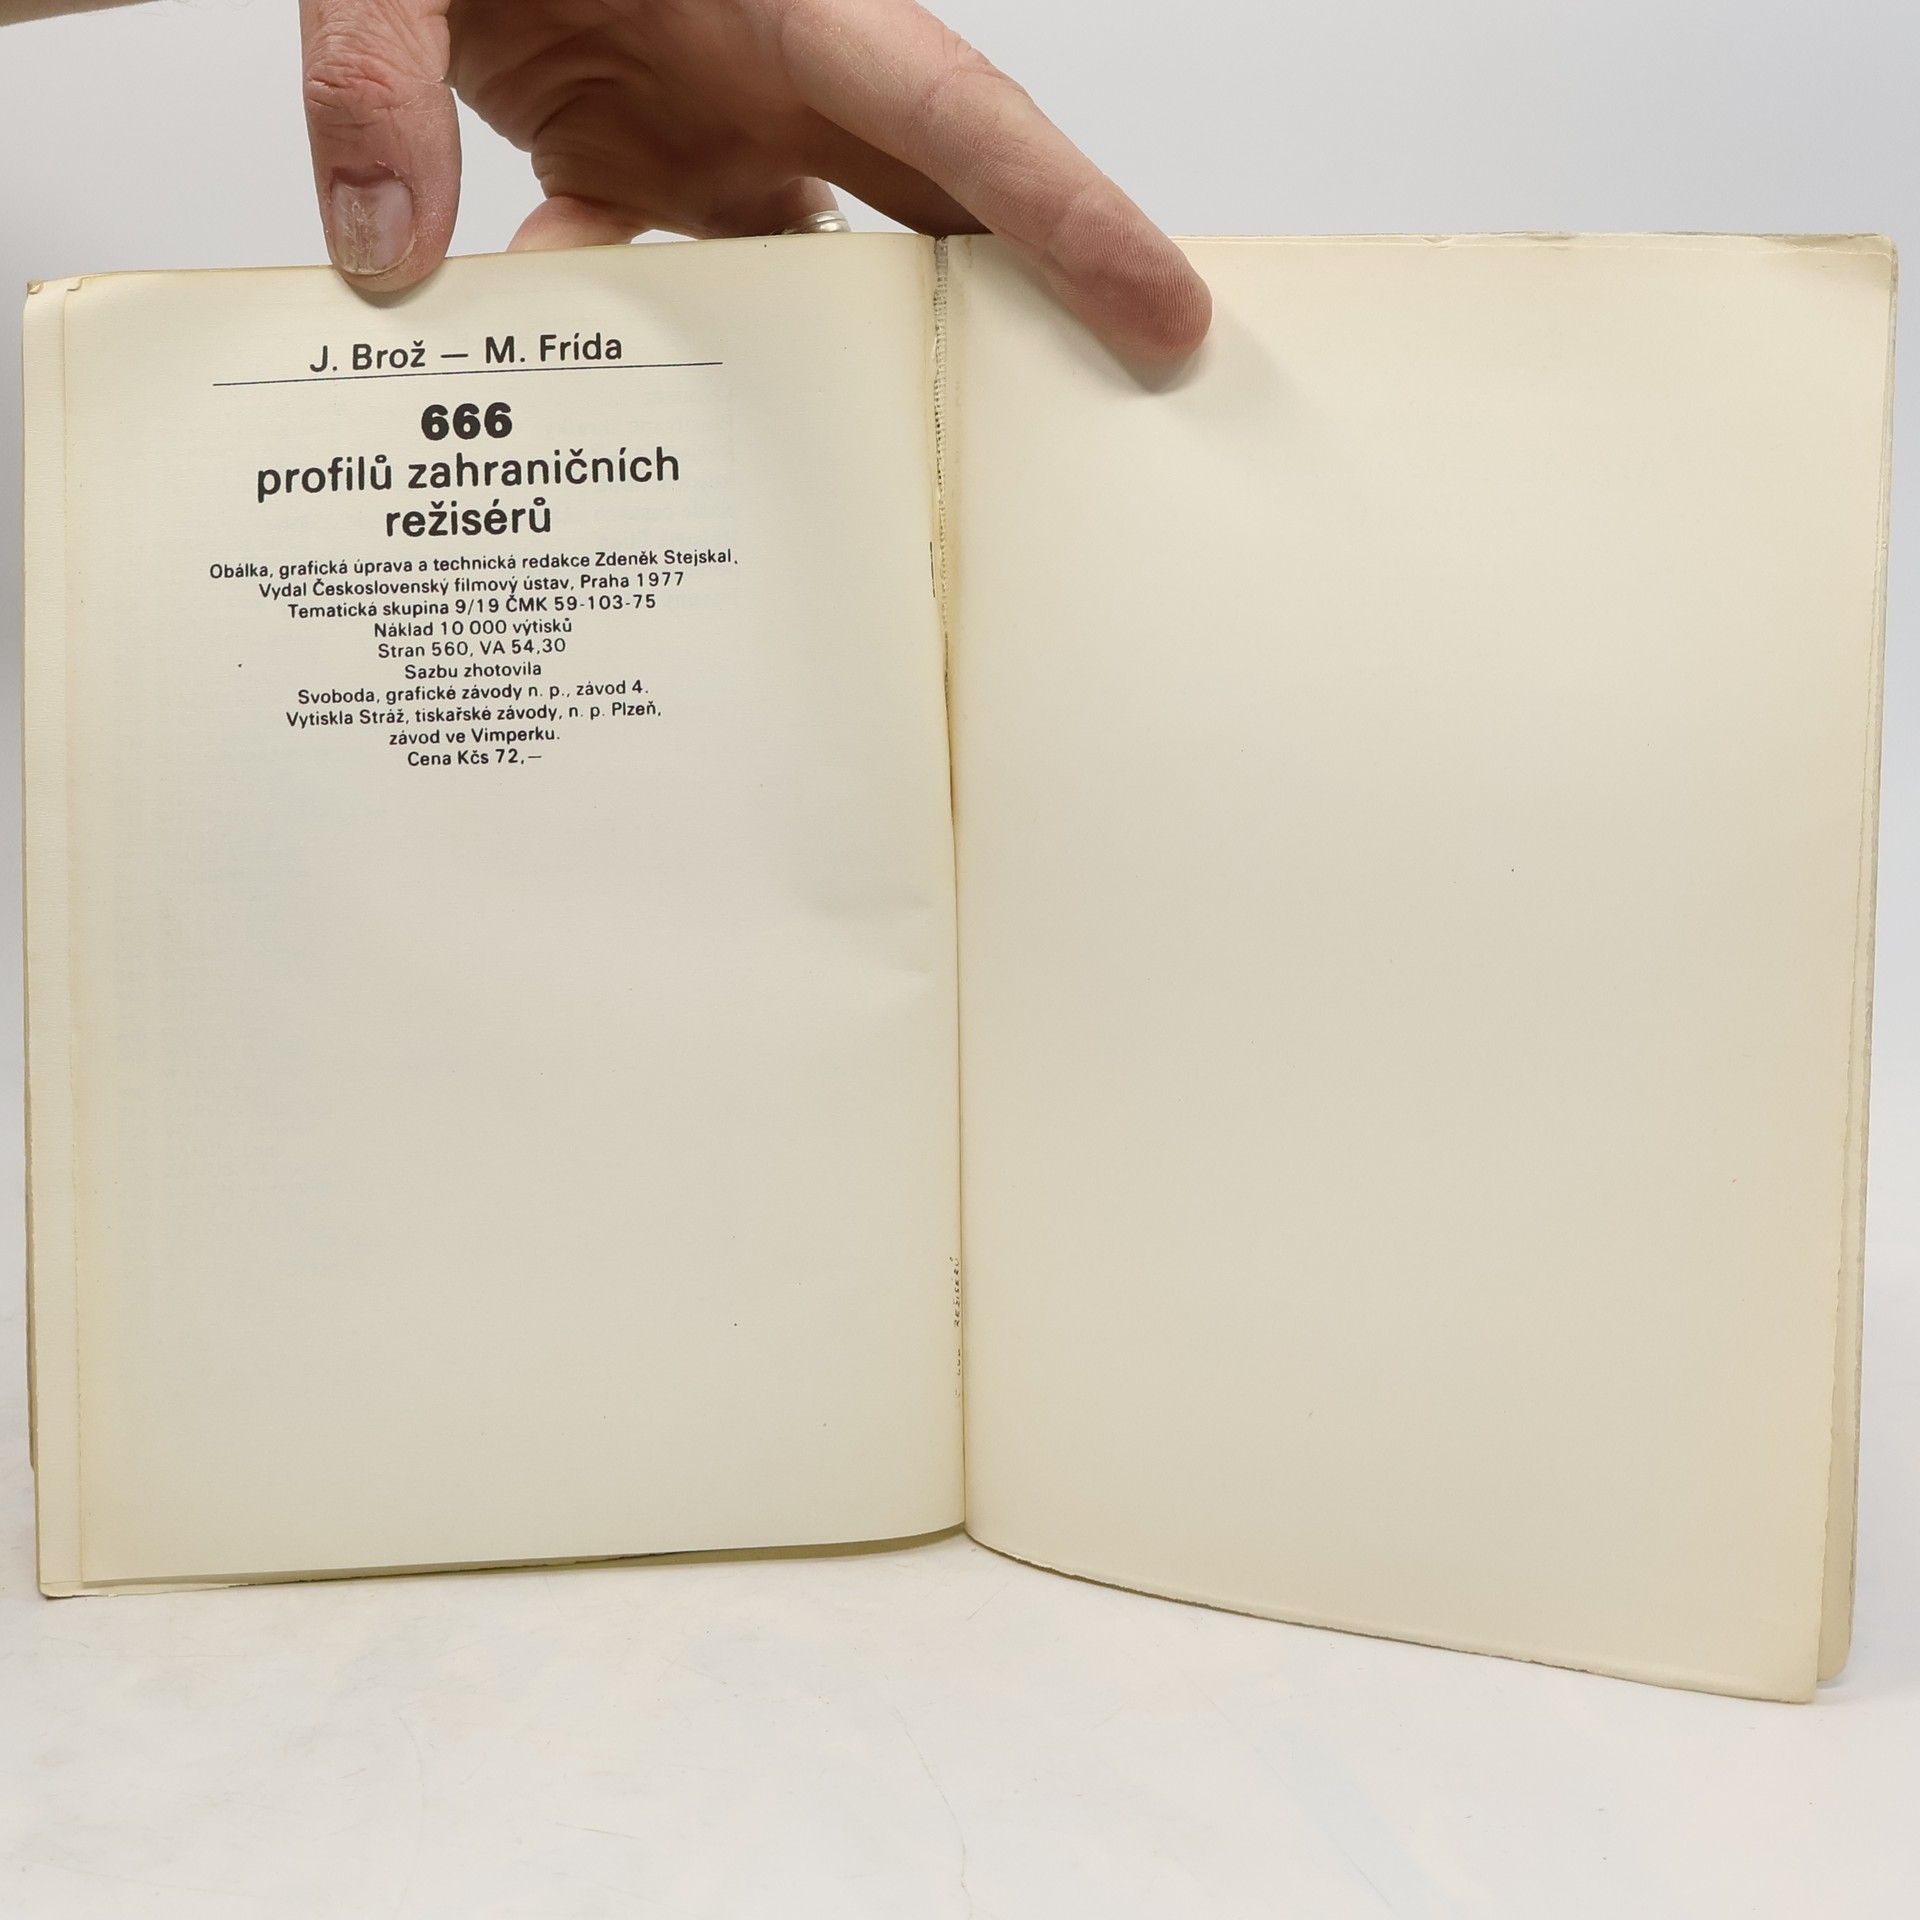 J. Brož — M. Frída
666
profilů zahraničních
režisérů
Obálka, grafická úprava a technická redakce Zdeněk Stejskal.
Vydal Československý filmový ústav, Praha 1977
Tematická skupina 9/19 ČMK 59-103-75
Náklad 10 000 výtisků
Stran 560, VA 54,30
Sazbu zhotovila
Svoboda, grafické závody n. p., závod 4.
Vytiskla Stráž, tiskařské závody, n. p. Plzeň,
závod ve Vimperku.
Cena Kčs 72,—
REŽISÉRŮ